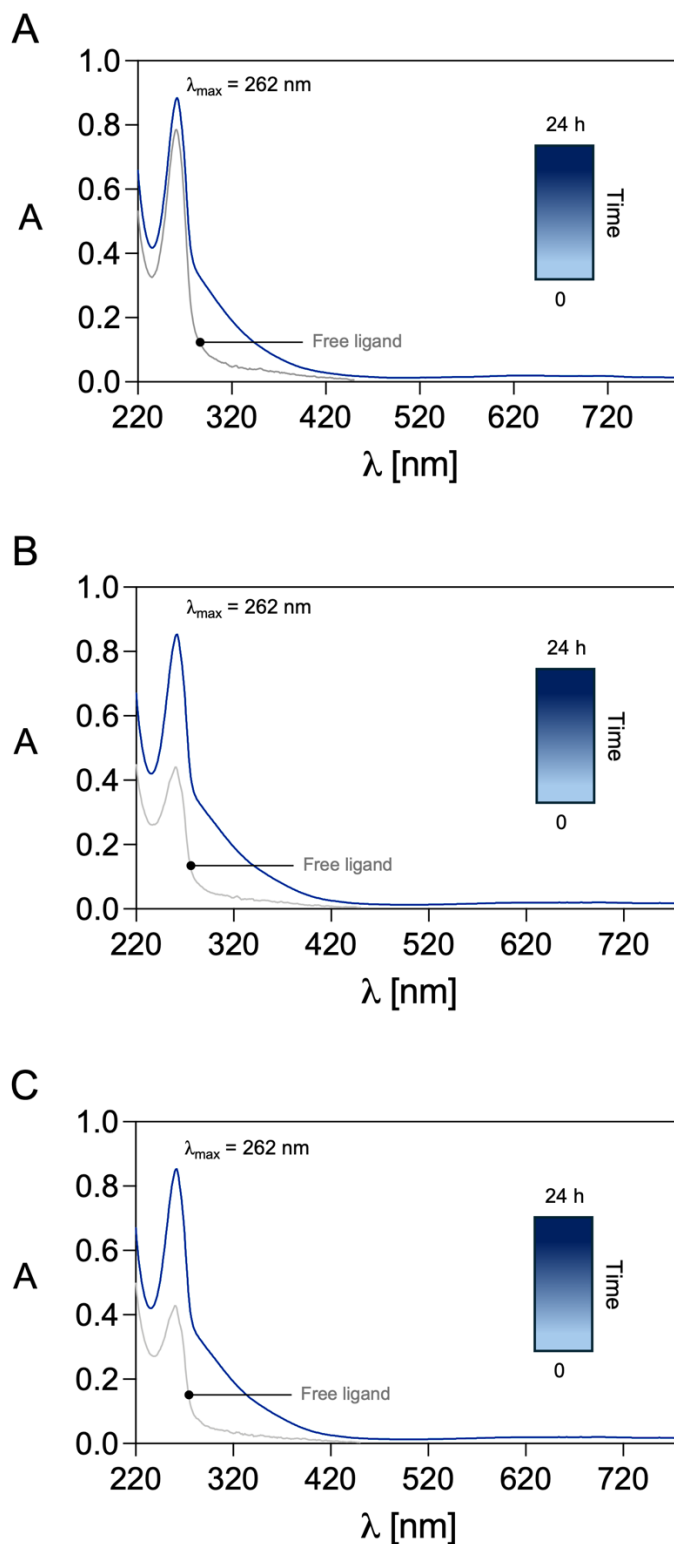 A
1.0
λmax = 262 nm
0.8
24 h
0.6
A
Time
0.4
0
0.2
Free ligand
0.0
220 320 420 520 620 720
λ [nm]
B
1.0
λmax = 262 nm
0.8
24 h
0.6
A
Time
0.4
0
0.2
Free ligand
0.0
220 320 420 520 620 720
λ [nm]
C
1.0
λmax = 262 nm
0.8
24 h
0.6
A
Time
0.4
0
0.2
Free ligand
0.0
220 320 420 520 620 720
λ [nm]